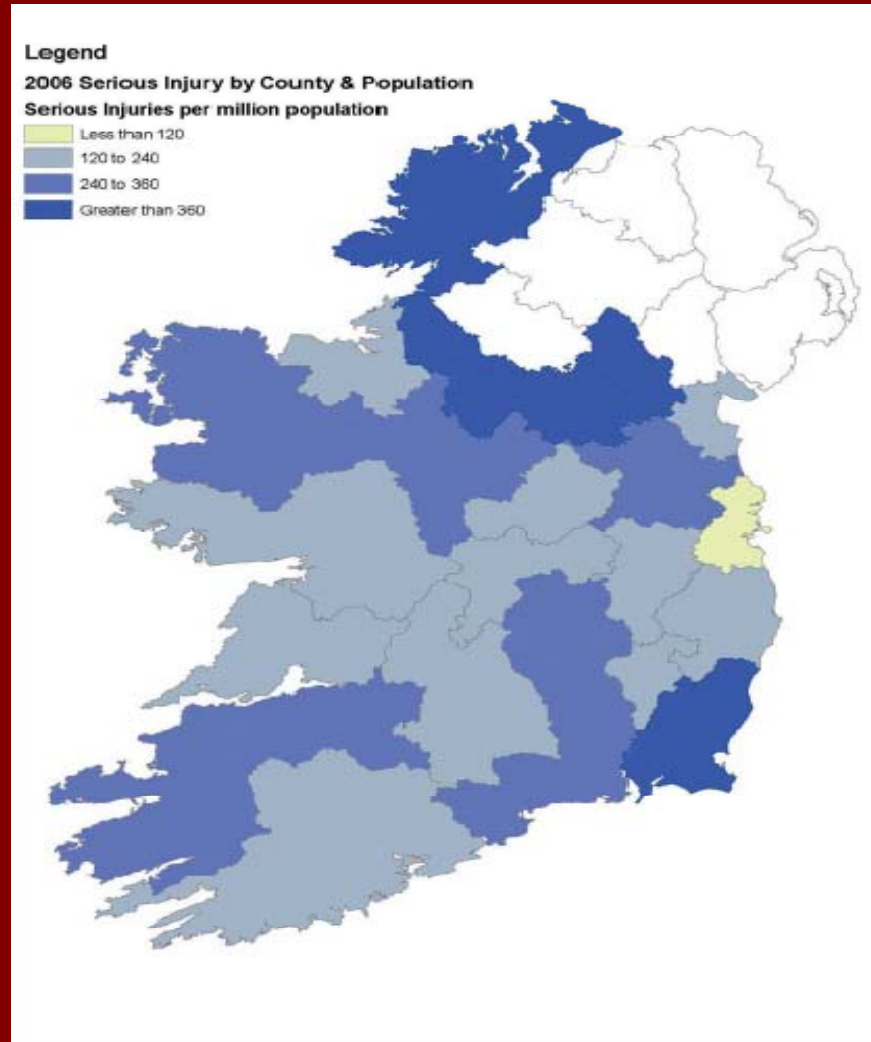 Legend
2006 Serious Injury by County & Population
Serious Injuries per million population
Less than 120
120 to 240
240 to 360
Greater than 360